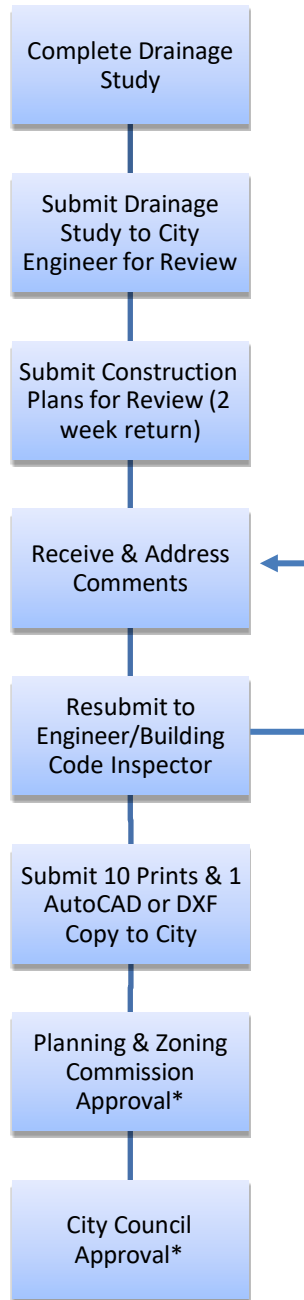 Complete Drainage
Study
Submit Drainage
Study to City
Engineer for Review
Submit Construction
Plans for Review (2
week return)
Receive & Address
Comments
Resubmit to
Engineer/Building
Code Inspector
Submit 10 Prints & 1
AutoCAD or DXF
Copy to City
Planning & Zoning
Commission
Approval*
City Council
Approval*